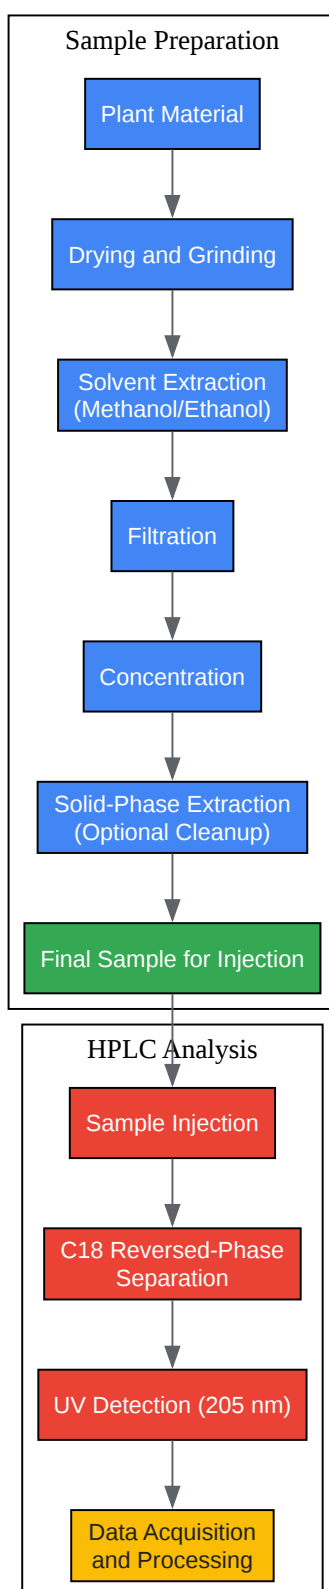 Sample Preparation
Plant Material
Drying and Grinding
Solvent Extraction
(Methanol/Ethanol)
Filtration
Concentration
Solid-Phase Extraction
(Optional Cleanup)
Final Sample for Injection
HPLC Analysis
Sample Injection
C18 Reversed-Phase
Separation
UV Detection (205 nm)
Data Acquisition
and Processing